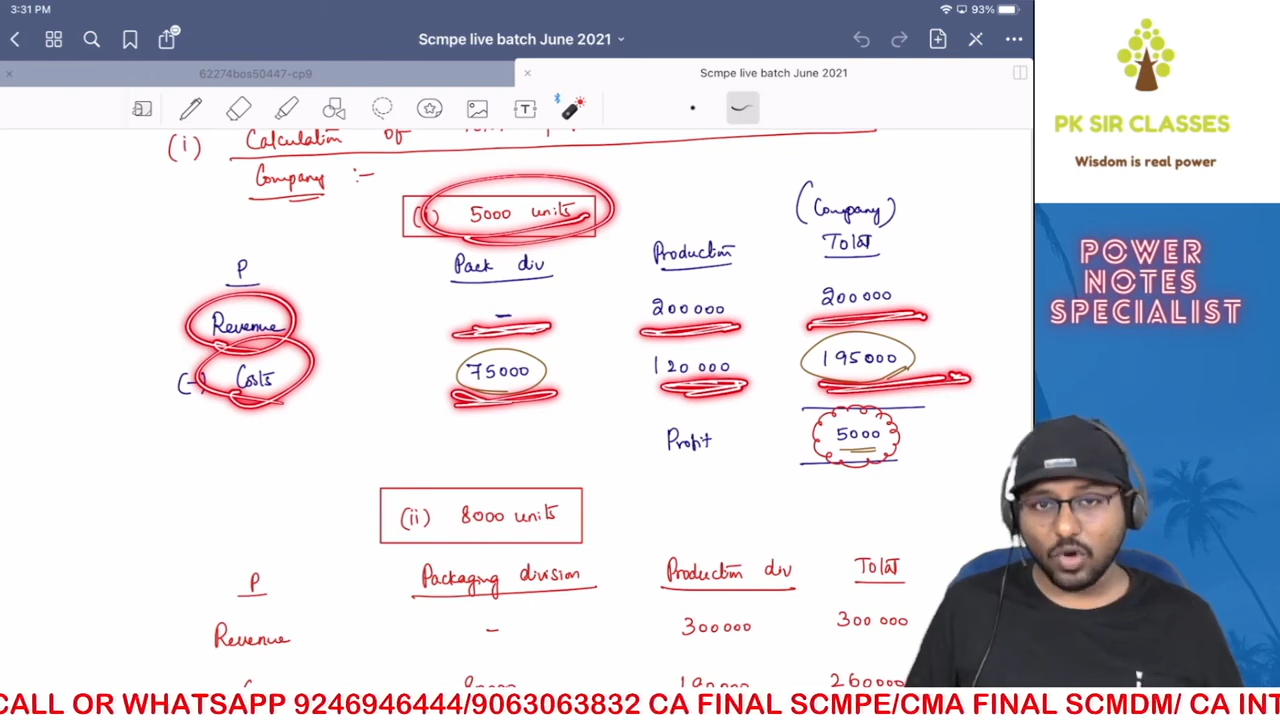 3:31 PM
93%
Scmpe live batch June 2021
62274bos50447-cp9
Scmpe live batch June 2021
PK SIR CLASSES
Wisdom is real power
POWER
NOTES
SPECIALIST
(i) Calculation of
Company :-
(i) 5000 units
(Company)
P Pack div Production Total
Revenue - 200000 200000
(-) Costs 75000 120000 195000
Profit 5000
(ii) 8000 units
P Packaging division Production div Total
Revenue - 300000 300000
260000
CALL OR WHATSAPP 9246946444/9063063832 CA FINAL SCMPE/CMA FINAL SCMDM/ CA INT